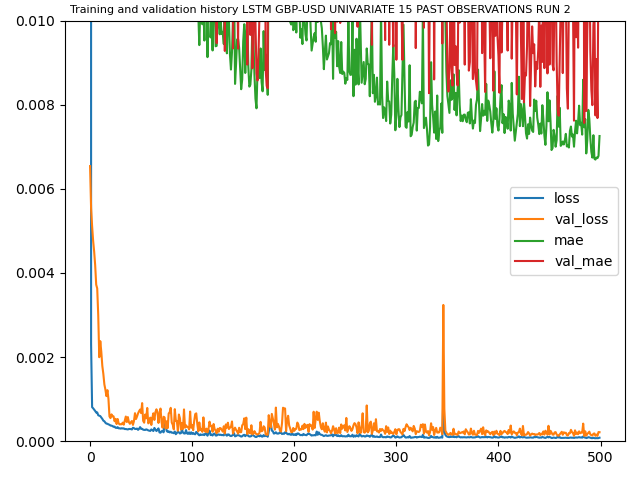 Training and validation history LSTM GBP-USD UNIVARIATE 15 PAST OBSERVATIONS RUN 2
0.010
0.008
0.006
0.004
0.002
0.000
loss
val_loss
mae
val_mae
0 100 200 300 400 500